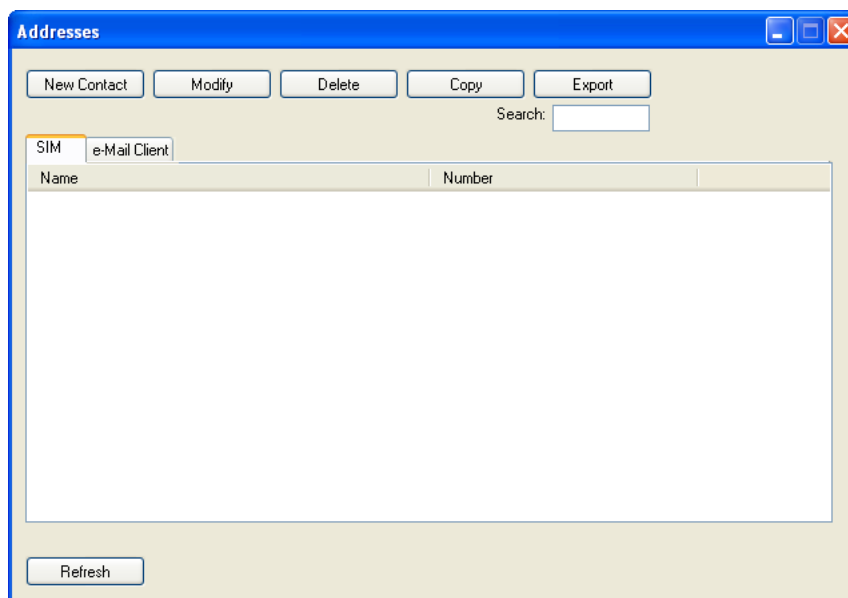 Addresses
New Contact Modify Delete Copy Export
Search:
SIM e-Mail Client
Name Number
Refresh